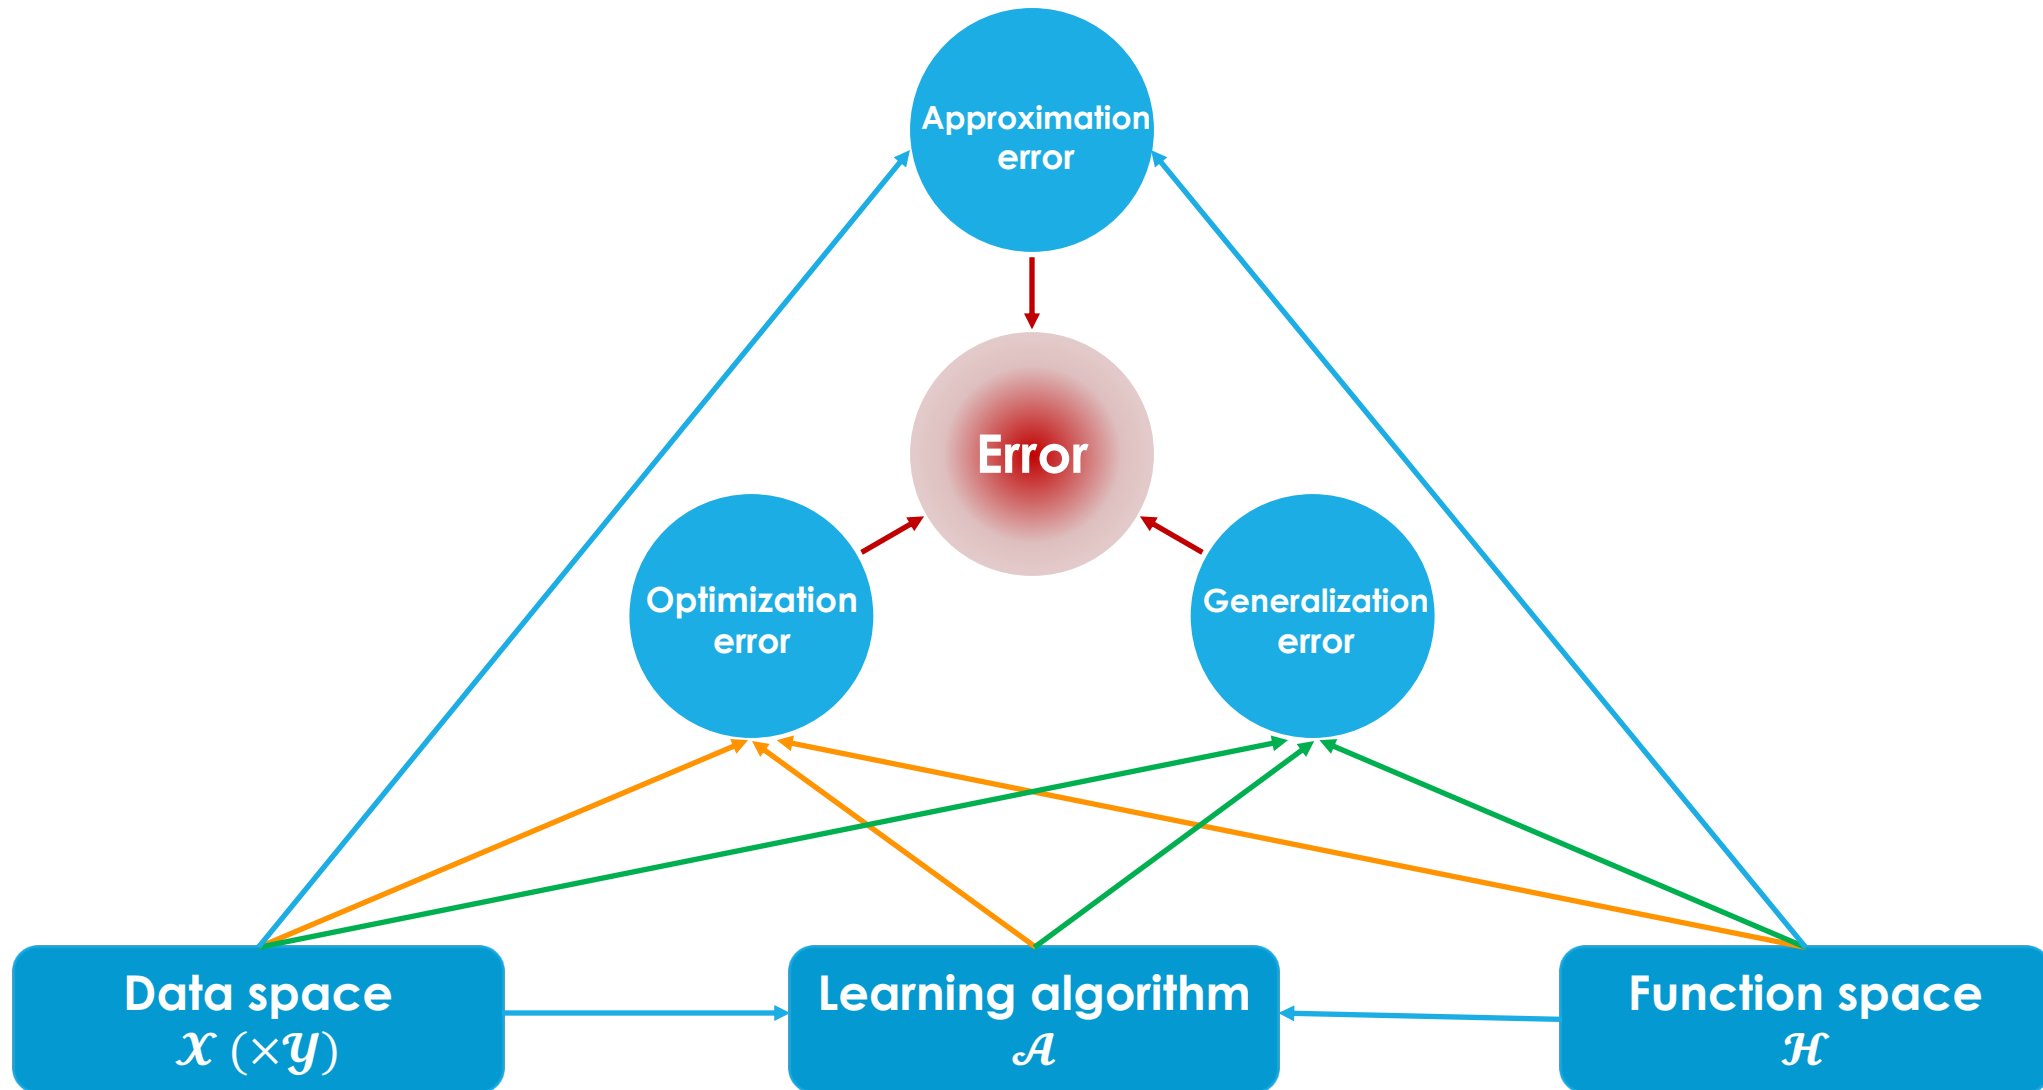 Approximation
error
Error
Optimization
error
Generalization
error
Data space
𝒳 (×𝒴)
Learning algorithm
𝒜
Function space
ℋ